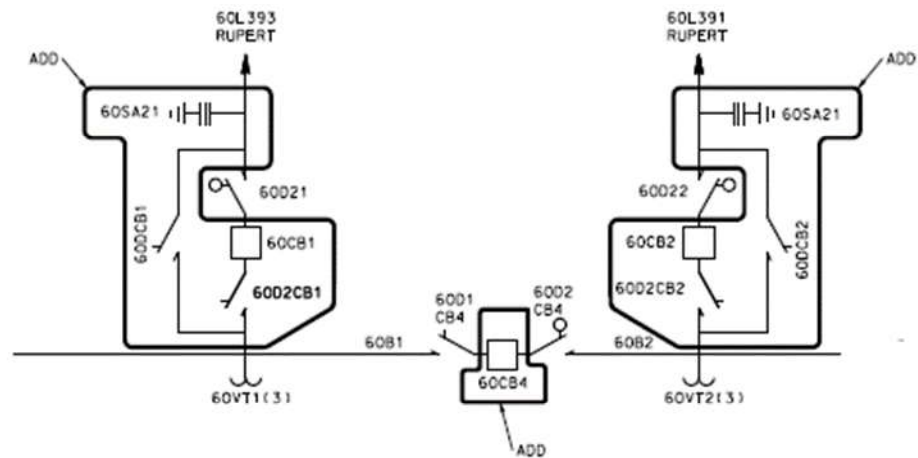 60L393
RUPERT
60L391
RUPERT
ADD
ADD
60SA21
60SA21
60D21
60D22
60DCB1
60CB1
60CB2
60DCB2
60D2CB1
60D2CB2
60D1
CB4
60D2
CB4
60B1
60B2
60CB4
60VT1(3)
60VT2(3)
ADD